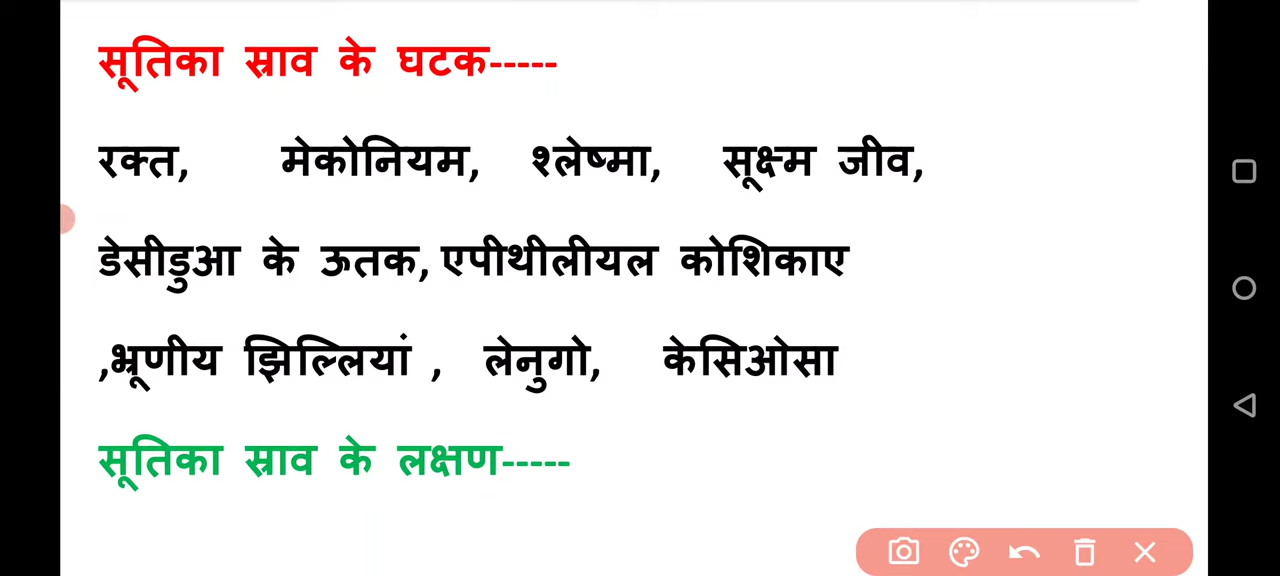 सूतिका स्राव के घटक-----
रक्त, मेकोनियम, श्लेष्मा, सूक्ष्म जीव,
डेसीडुआ के ऊतक, एपीथीलीयल कोशिकाए
,भ्रूणीय झिल्लियां , लेनुगो, केसिओसा
सूतिका स्राव के लक्षण-----